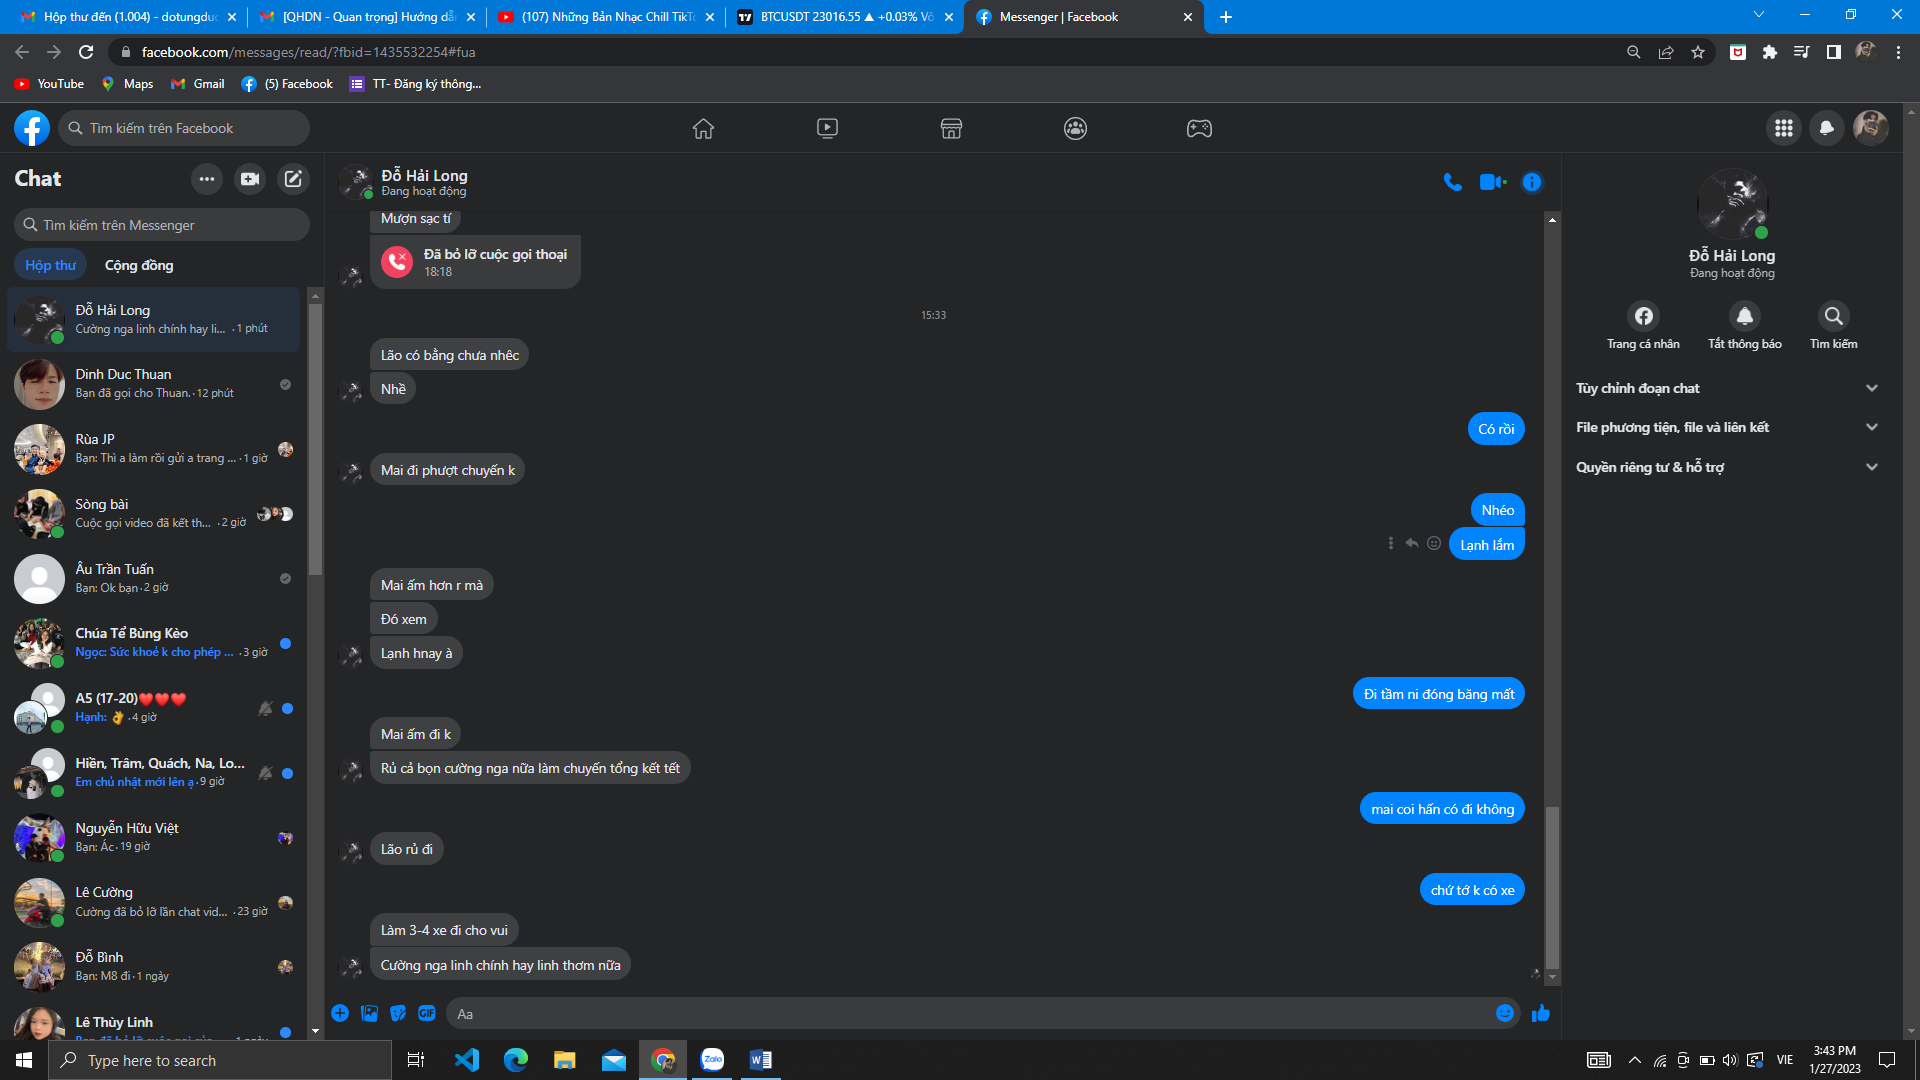 Hộp thư đến (1.004) - dotungdu
[QHDN - Quan trọng] Hướng dẫ
(107) Những Bản Nhạc Chill TikT
BTCUSDT 23016.55 ▲ +0.03% Vô
Messenger | Facebook
facebook.com/messages/read/?fbid=1435532254#fua
YouTube
Maps
Gmail
(5) Facebook
TT- Đăng ký thông...
Tìm kiếm trên Facebook
Chat
Tìm kiếm trên Messenger
Hộp thư
Cộng đồng
Đỗ Hải Long
Cường nga linh chính hay li... · 1 phút
Dinh Duc Thuan
Bạn đã gọi cho Thuan. · 12 phút
Rùa JP
Bạn: Thì a làm rồi gửi a trang ... · 1 giờ
Sòng bài
Cuộc gọi video đã kết th... · 2 giờ
Âu Trần Tuấn
Bạn: Ok bạn · 2 giờ
Chúa Tể Bùng Kèo
Ngọc: Sức khoẻ k cho phép ... · 3 giờ
A5 (17-20)❤️❤️❤️
Hạnh: 👌 · 4 giờ
Hiền, Trâm, Quách, Na, Lo...
Em chủ nhật mới lên ạ · 9 giờ
Nguyễn Hữu Việt
Bạn: Ác · 19 giờ
Lê Cường
Cường đã bỏ lỡ lần chat vid... · 23 giờ
Đỗ Bình
Bạn: M8 đi · 1 ngày
Lê Thùy Linh
Đỗ Hải Long
Đang hoạt động
Mượn sạc tí
Đã bỏ lỡ cuộc gọi thoại
18:18
15:33
Lão có bằng chưa nhêc
Nhề
Có rồi
Mai đi phượt chuyến k
Nhéo
Lạnh lắm
Mai ấm hơn r mà
Đó xem
Lạnh hnay à
Đi tầm ni đóng băng mất
Mai ấm đi k
Rủ cả bọn cường nga nữa làm chuyến tổng kết tết
mai coi hấn có đi không
Lão rủ đi
chứ tớ k có xe
Làm 3-4 xe đi cho vui
Cường nga linh chính hay linh thơm nữa
GIF
Aa
Đỗ Hải Long
Đang hoạt động
Trang cá nhân
Tắt thông báo
Tìm kiếm
Tùy chỉnh đoạn chat
File phương tiện, file và liên kết
Quyền riêng tư & hỗ trợ
Type here to search
Zalo
VIE
3:43 PM
1/27/2023